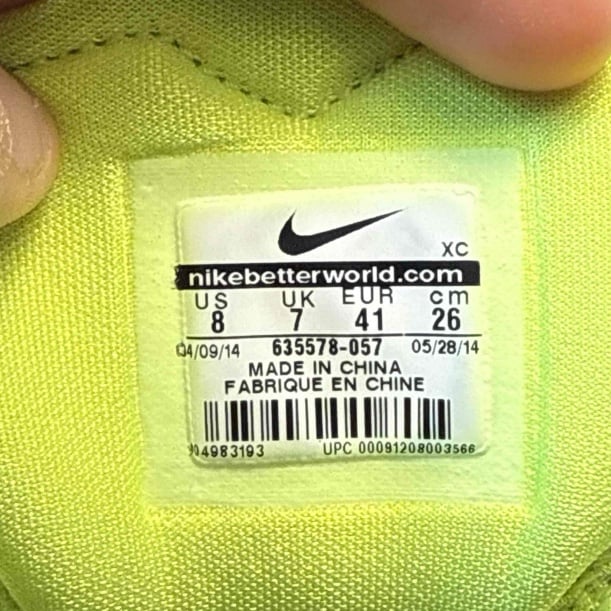 XC
nikebetterworld.com
US UK EUR cm
8 7 41 26
04/09/14 635578-057 05/28/14
MADE IN CHINA
FABRIQUE EN CHINE
04983193 UPC 00091208003566